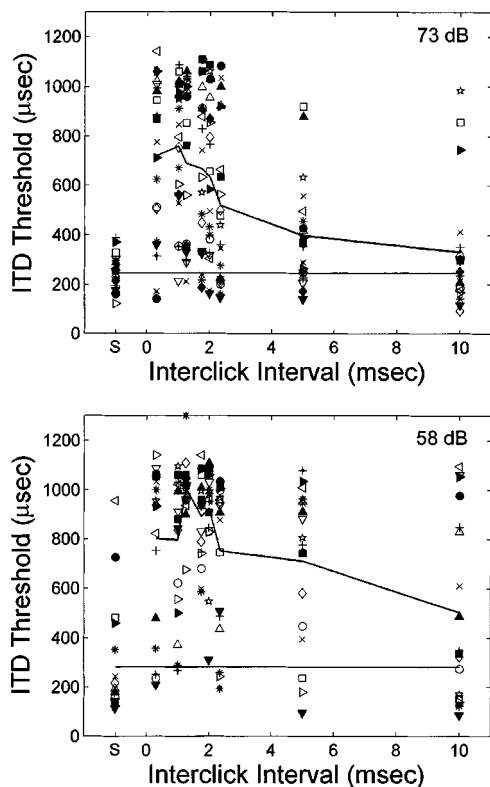 73 dB
1200
1000
800
600
400
200
0
ITD Threshold (μsec)
S 0 2 4 6 8 10
Interclick Interval (msec)
58 dB
1200
1000
800
600
400
200
0
ITD Threshold (μsec)
S 0 2 4 6 8 10
Interclick Interval (msec)